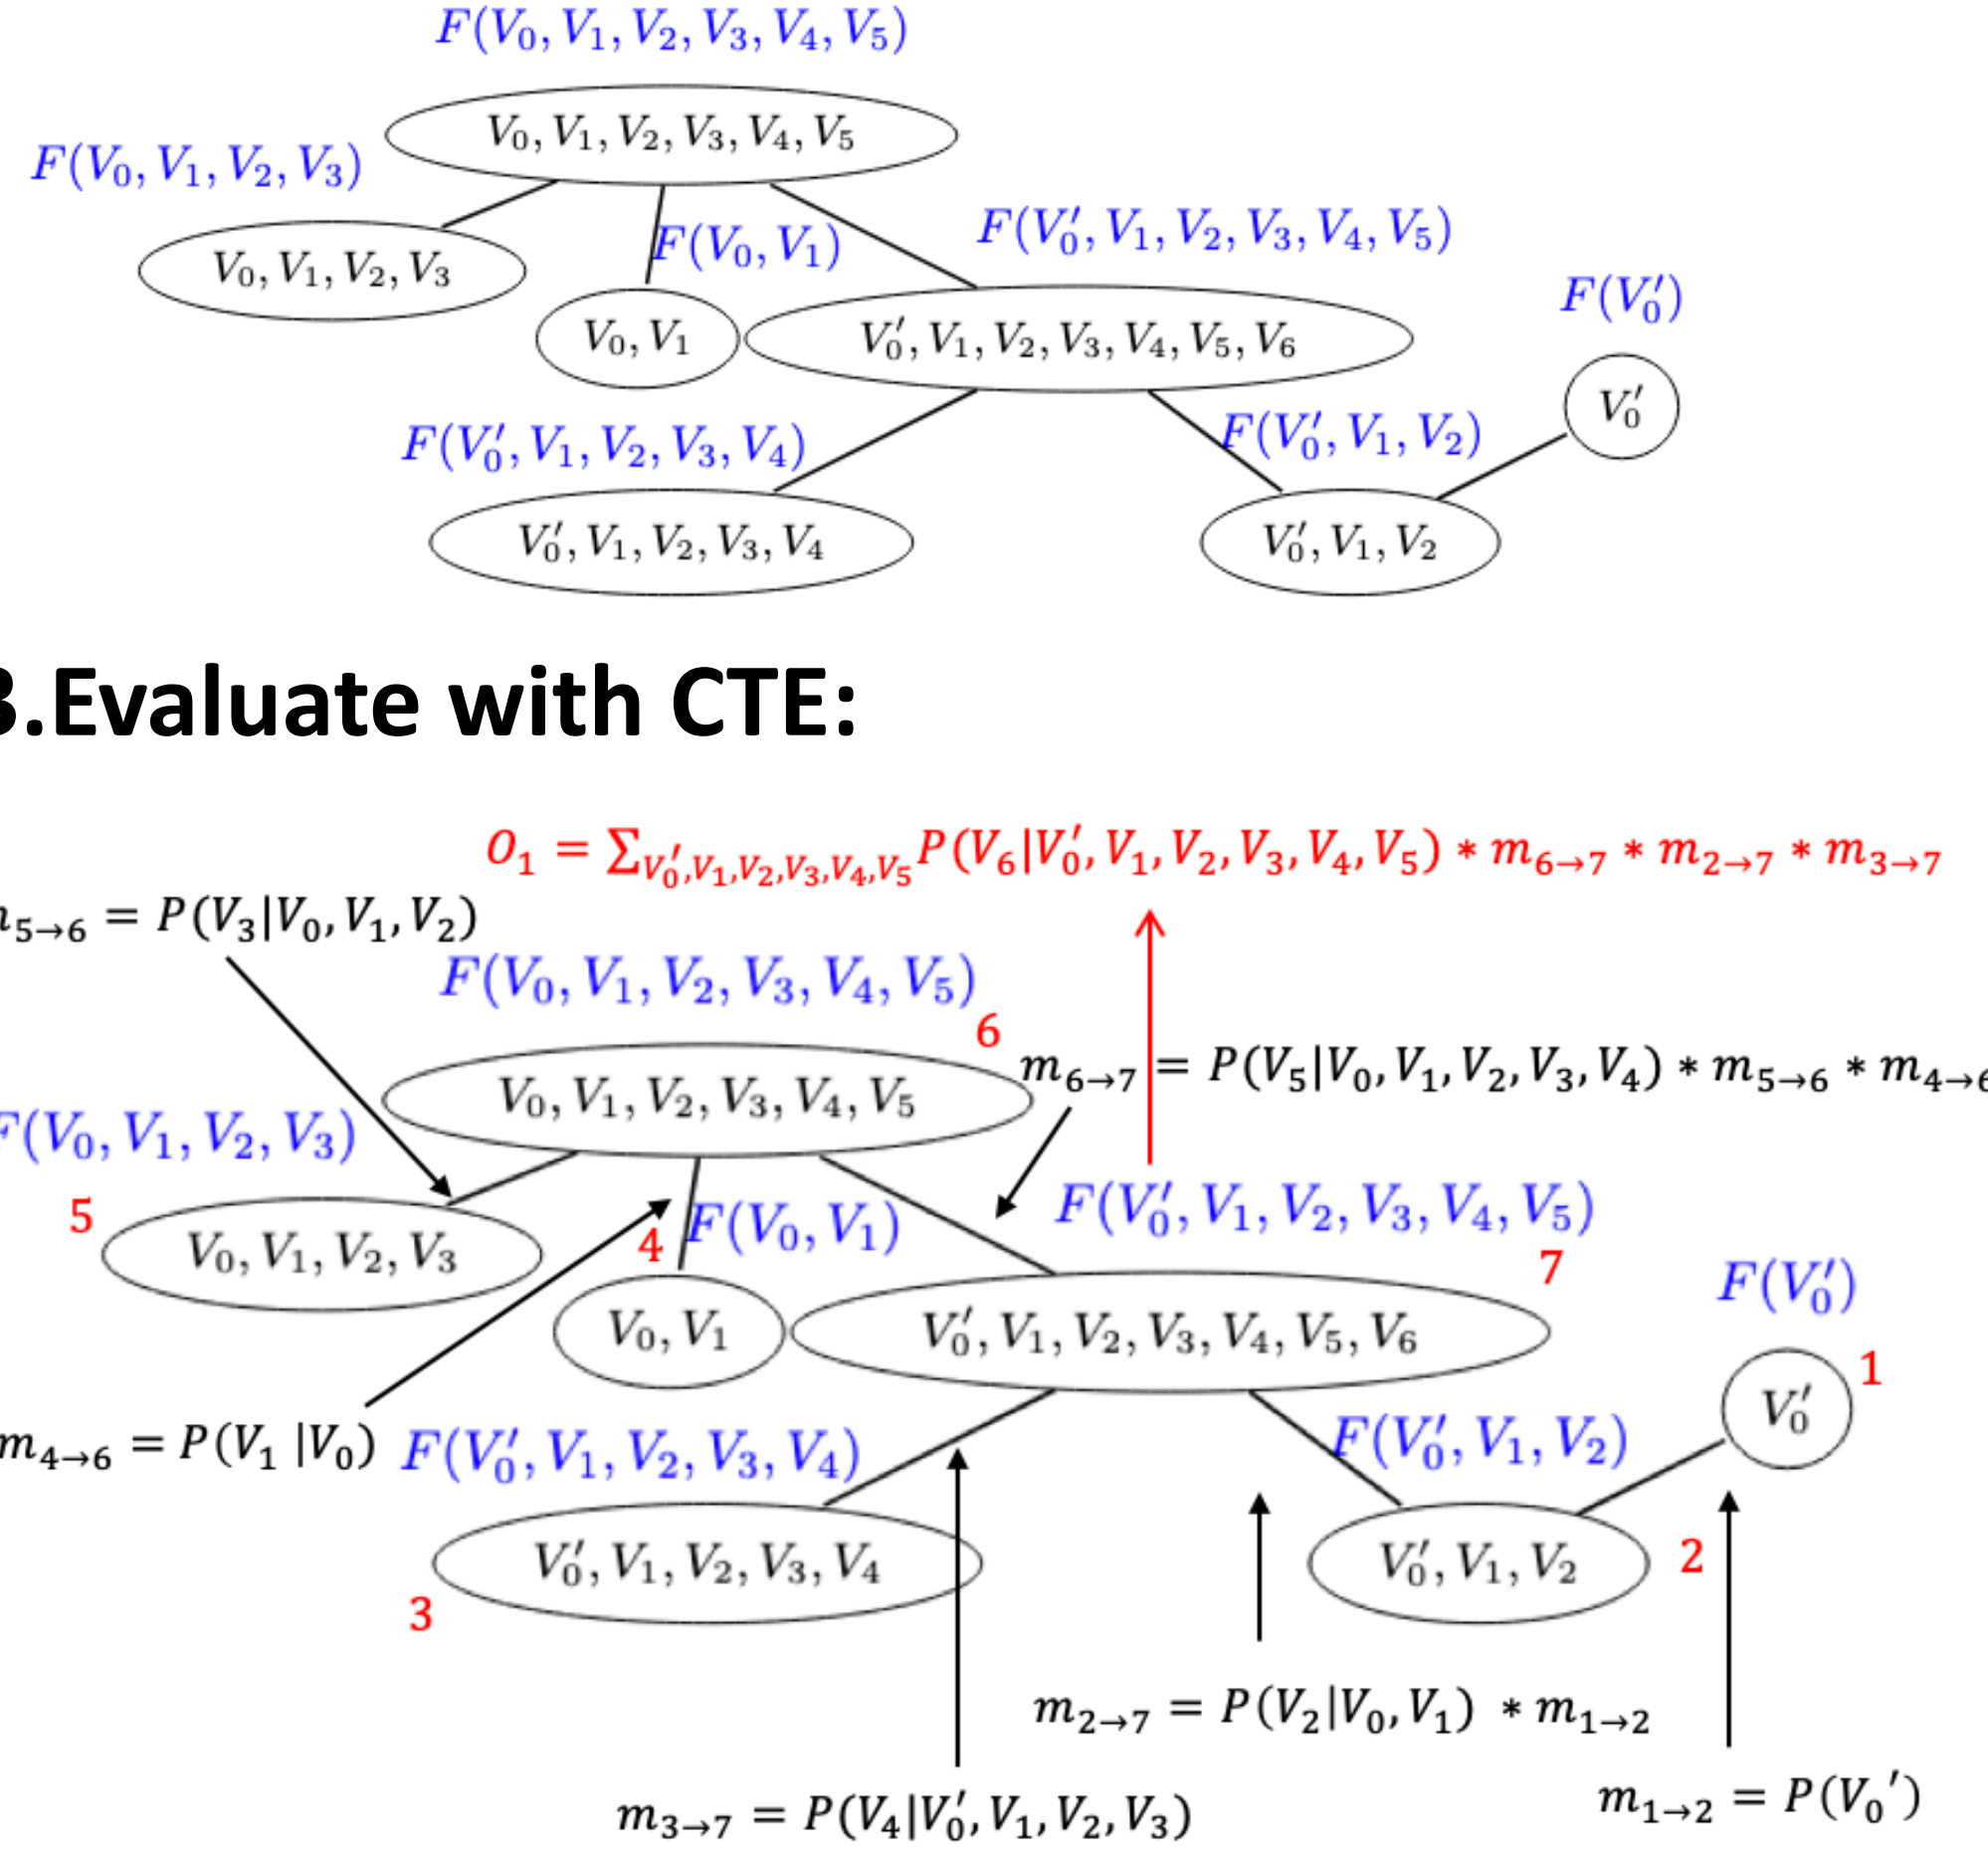 F(V₀, V₁, V₂, V₃, V₄, V₅)
V₀, V₁, V₂, V₃, V₄, V₅
F(V₀, V₁, V₂, V₃)
V₀, V₁, V₂, V₃
F(V₀, V₁)
F(V₀′, V₁, V₂, V₃, V₄, V₅)
V₀, V₁
V₀′, V₁, V₂, V₃, V₄, V₅, V₆
F(V₀′)
V₀′
F(V₀′, V₁, V₂, V₃, V₄)
F(V₀′, V₁, V₂)
V₀′, V₁, V₂, V₃, V₄
V₀′, V₁, V₂
.Evaluate with CTE:
O₁ = ∑_{V₀′,V₁,V₂,V₃,V₄,V₅} P(V₆|V₀′, V₁, V₂, V₃, V₄, V₅) * m₆→₇ * m₂→₇ * m₃→₇
₅→₆ = P(V₃|V₀, V₁, V₂)
F(V₀, V₁, V₂, V₃, V₄, V₅)
6
m₆→₇ = P(V₅|V₀, V₁, V₂, V₃, V₄) * m₅→₆ * m₄→₆
V₀, V₁, V₂, V₃, V₄, V₅
F(V₀, V₁, V₂, V₃)
5
V₀, V₁, V₂, V₃
4
F(V₀, V₁)
F(V₀′, V₁, V₂, V₃, V₄, V₅)
7
V₀, V₁
V₀′, V₁, V₂, V₃, V₄, V₅, V₆
F(V₀′)
1
V₀′
m₄→₆ = P(V₁ |V₀)
F(V₀′, V₁, V₂, V₃, V₄)
F(V₀′, V₁, V₂)
V₀′, V₁, V₂, V₃, V₄
3
V₀′, V₁, V₂
2
m₂→₇ = P(V₂|V₀, V₁) * m₁→₂
m₃→₇ = P(V₄|V₀′, V₁, V₂, V₃)
m₁→₂ = P(V₀′)